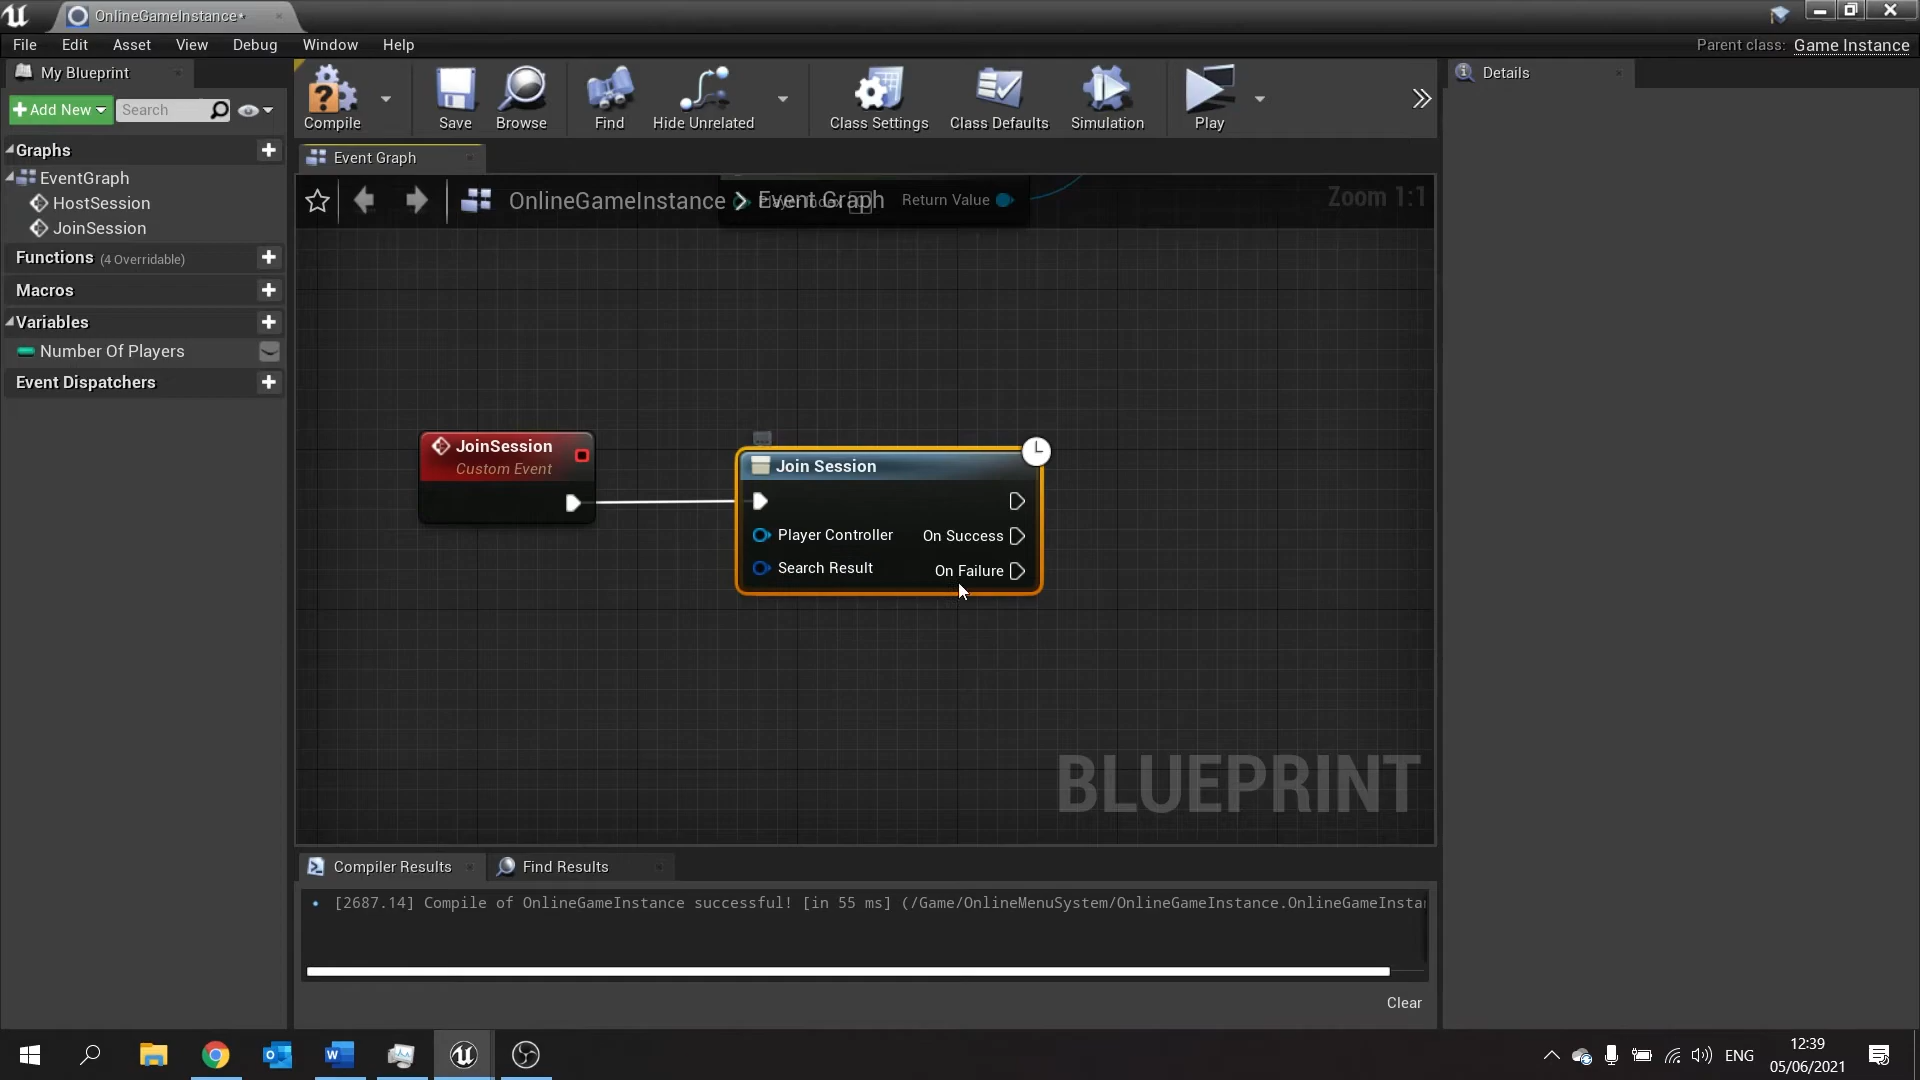 OnlineGameInstance*
File Edit Asset View Debug Window Help
Parent class: Game Instance
My Blueprint
Add New
Search
Graphs
EventGraph
HostSession
JoinSession
Functions (4 Overridable)
Macros
Variables
Number Of Players
Event Dispatchers
Compile Save Browse Find Hide Unrelated Class Settings Class Defaults Simulation Play
Event Graph
OnlineGameInstance > Event Graph
Player Index
Return Value
Zoom 1:1
JoinSession
Custom Event
Join Session
Player Controller On Success
Search Result On Failure
BLUEPRINT
Details
Compiler Results Find Results
[2687.14] Compile of OnlineGameInstance successful! [in 55 ms] (/Game/OnlineMenuSystem/OnlineGameInstance.OnlineGameInsta
Clear
ENG
12:39
05/06/2021